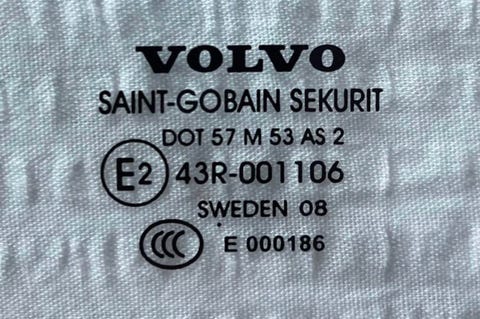 VOLVO
SAINT-GOBAIN SEKURIT
DOT 57 M 53 AS 2
E2 43R-001106
SWEDEN 08
CCC E 000186